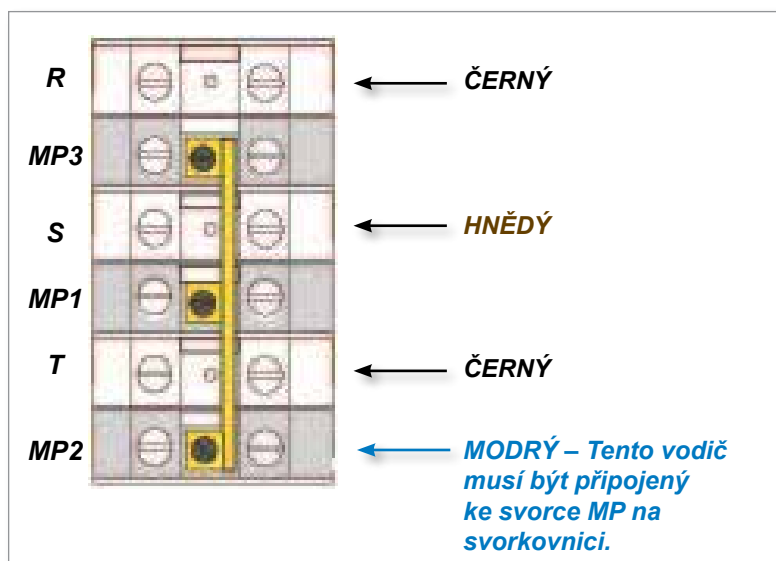 R
ČERNÝ
MP3
S
HNĚDÝ
MP1
T
ČERNÝ
MP2
MODRÝ – Tento vodič
musí být připojený
ke svorce MP na
svorkovnici.